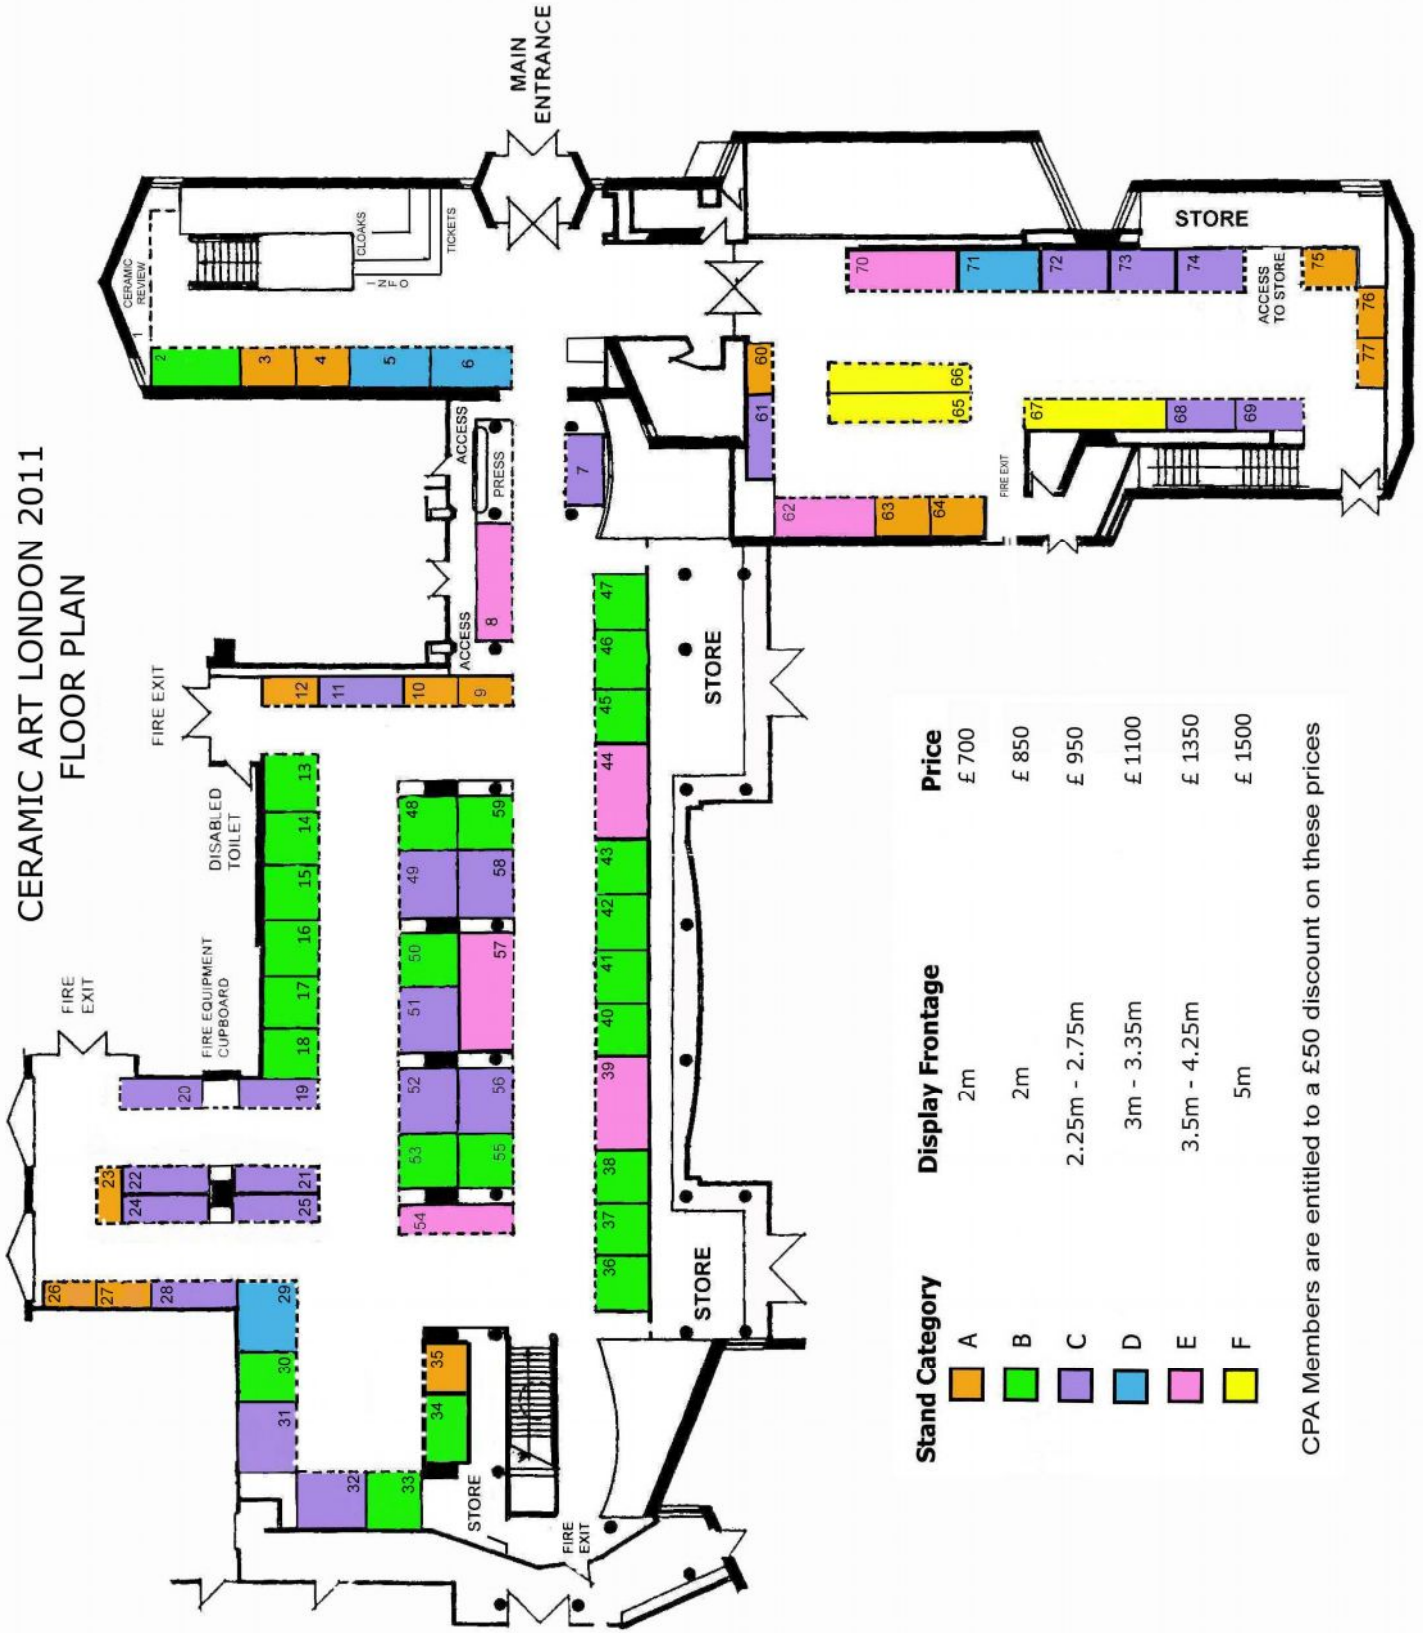 CERAMIC ART LONDON 2011
FLOOR PLAN
MAIN
ENTRANCE
CERAMIC
REVIEW
1
CLOAKS
INFO
TICKETS
2
3
4
5
6
7
ACCESS
PRESS
8
ACCESS
FIRE EXIT
9
10
11
12
DISABLED
TOILET
13
14
15
16
17
18
FIRE EQUIPMENT
CUPBOARD
FIRE
EXIT
19
20
21
22
23
24
25
26
27
28
29
30
31
32
33
34
35
STORE
FIRE
EXIT
36
37
38
39
40
41
42
43
44
45
46
47
STORE
STORE
48
49
50
51
52
53
54
55
56
57
58
59
60
61
62
63
64
65
66
67
68
69
FIRE EXIT
70
71
72
73
74
STORE
ACCESS
TO STORE
75
76
77
Stand Category Display Frontage Price
A 2m £ 700
B 2m £ 850
C 2.25m - 2.75m £ 950
D 3m - 3.35m £ 1100
E 3.5m - 4.25m £ 1350
F 5m £ 1500
CPA Members are entitled to a £50 discount on these prices